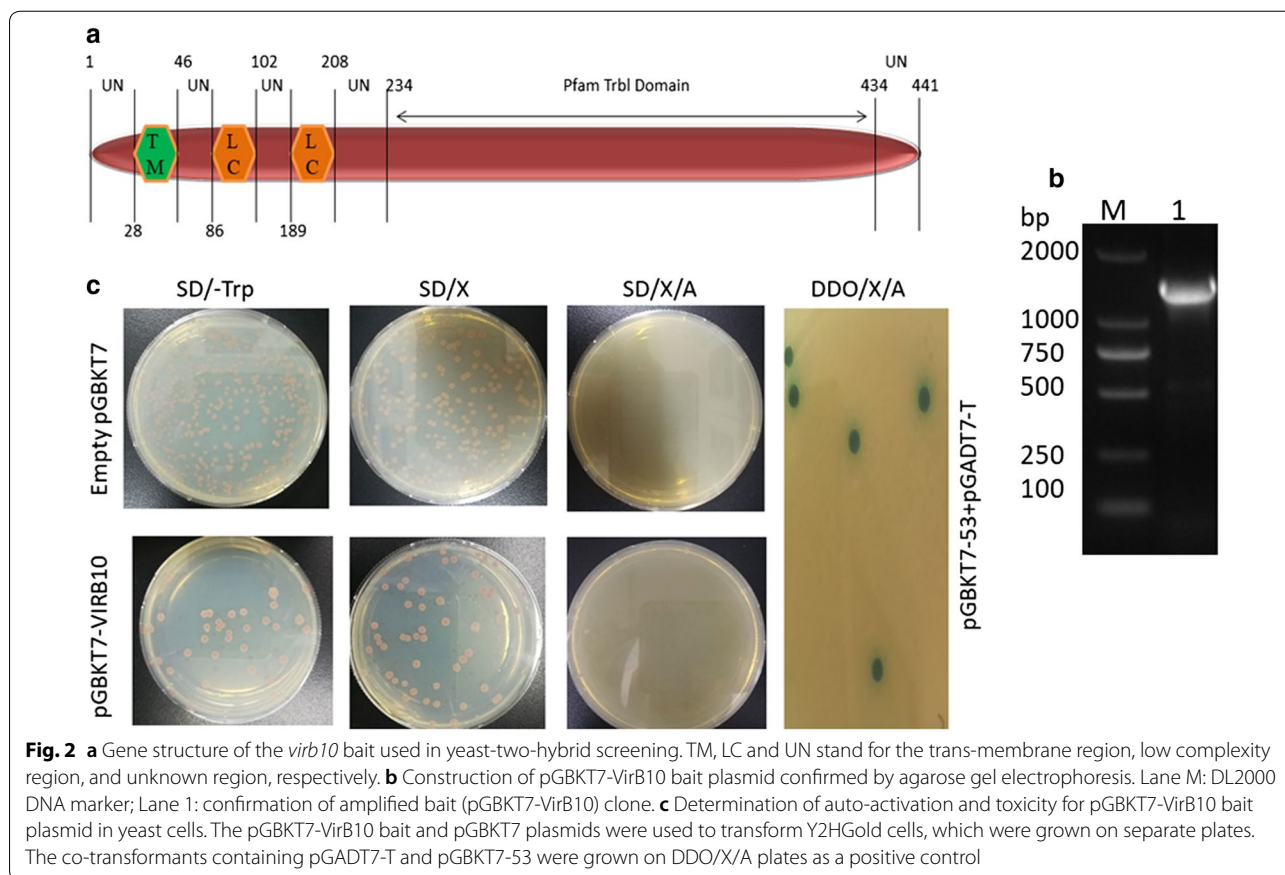 a
1 46 102 208 UN
UN UN UN UN 234 Pfam Trbl Domain 434 441
T M L C L C
28 86 189
b
bp M 1
2000
1000
750
500
250
100
c SD/-Trp SD/X SD/X/A DDO/X/A
Empty pGBKT7
pGBKT7-VIRB10
pGBKT7-53+pGADT7-T
Fig. 2 a Gene structure of the virb10 bait used in yeast-two-hybrid screening. TM, LC and UN stand for the trans-membrane region, low complexity
region, and unknown region, respectively. b Construction of pGBKT7-VirB10 bait plasmid confirmed by agarose gel electrophoresis. Lane M: DL2000
DNA marker; Lane 1: confirmation of amplified bait (pGBKT7-VirB10) clone. c Determination of auto-activation and toxicity for pGBKT7-VirB10 bait
plasmid in yeast cells. The pGBKT7-VirB10 bait and pGBKT7 plasmids were used to transform Y2HGold cells, which were grown on separate plates.
The co-transformants containing pGADT7-T and pGBKT7-53 were grown on DDO/X/A plates as a positive control